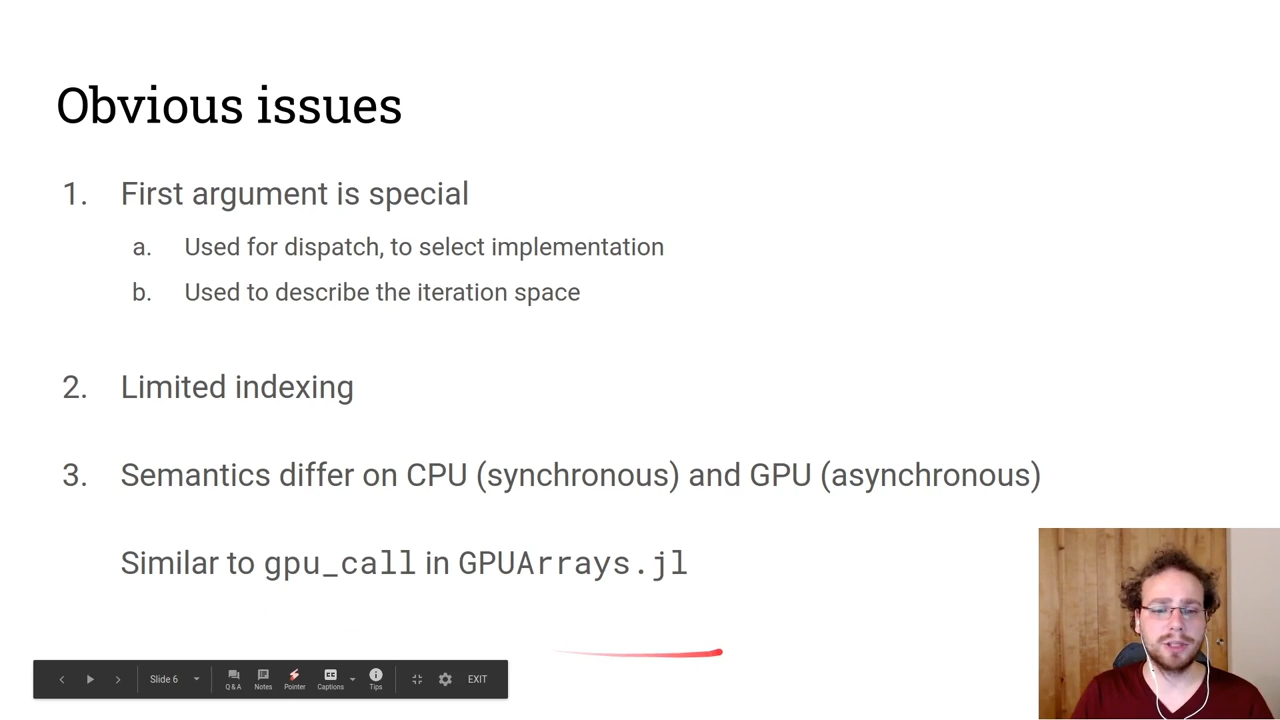 Obvious issues
1. First argument is special
a. Used for dispatch, to select implementation
b. Used to describe the iteration space
2. Limited indexing
3. Semantics differ on CPU (synchronous) and GPU (asynchronous)
Similar to gpu_call in GPUArrays.jl
Slide 6
Q & A
Notes
Pointer
Captions
Tips
EXIT